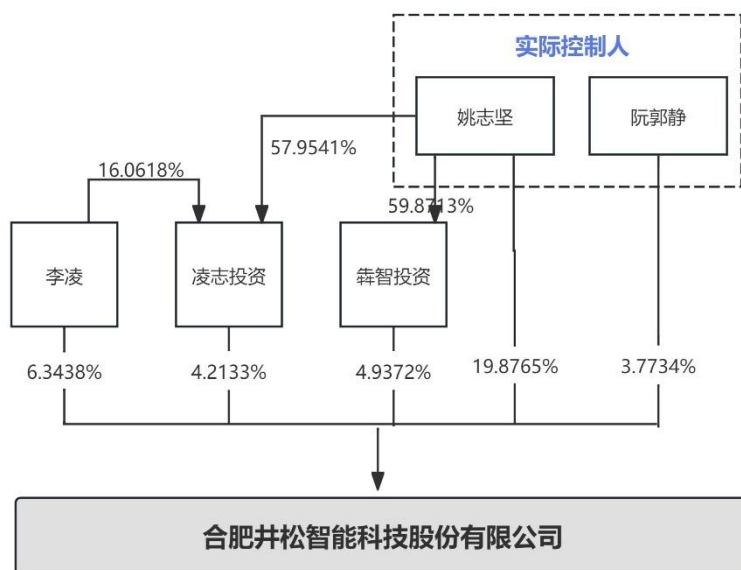 实际控制人
姚志坚
阮郭静
57.9541%
16.0618%
59.8713%
李凌
凌志投资
犇智投资
6.3438%
4.2133%
4.9372%
19.8765%
3.7734%
合肥井松智能科技股份有限公司